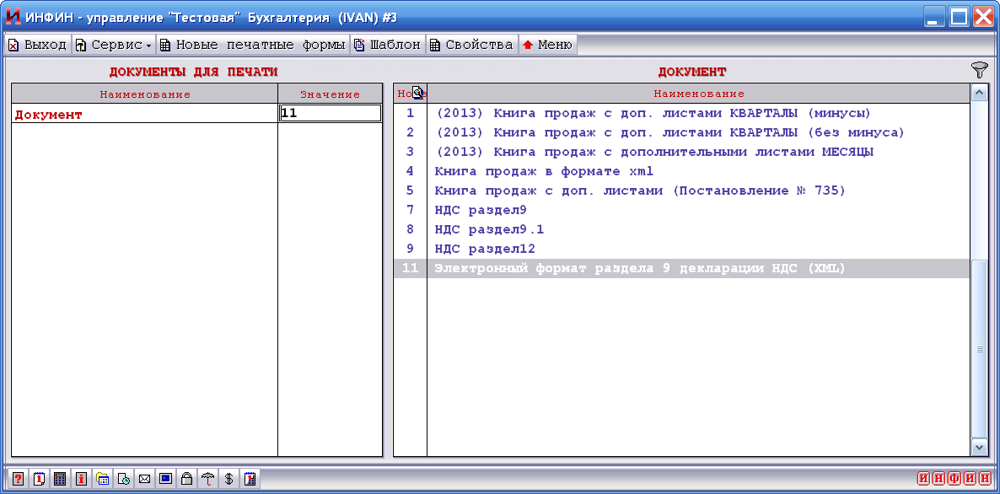 ИНФИН - управление "Тестовая" Бухгалтерия (IVAN) #3
Выход Сервис Новые печатные формы Шаблон Свойства Меню
ДОКУМЕНТЫ ДЛЯ ПЕЧАТИ
Наименование Значение
Документ 11
ДОКУМЕНТ
Наименование
1 (2013) Книга продаж с доп. листами КВАРТАЛЫ (минусы)
2 (2013) Книга продаж с доп. листами КВАРТАЛЫ (без минуса)
3 (2013) Книга продаж с дополнительными листами МЕСЯЦЫ
4 Книга продаж в формате xml
5 Книга продаж с доп. листами (Постановление № 735)
7 НДС раздел9
8 НДС раздел9.1
9 НДС раздел12
11 Электронный формат раздела 9 декларации НДС (XML)
ИНФИН